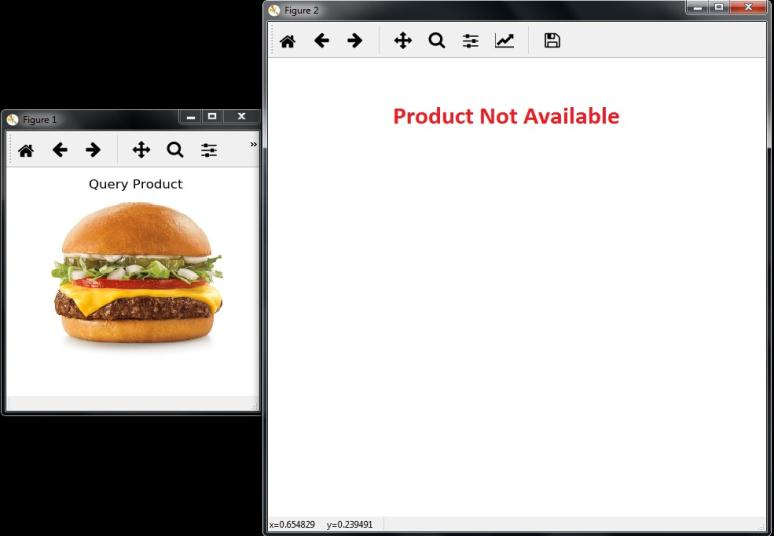 Figure 1
»
Query Product
Figure 2
Product Not Available
x=0.654829 y=0.239491